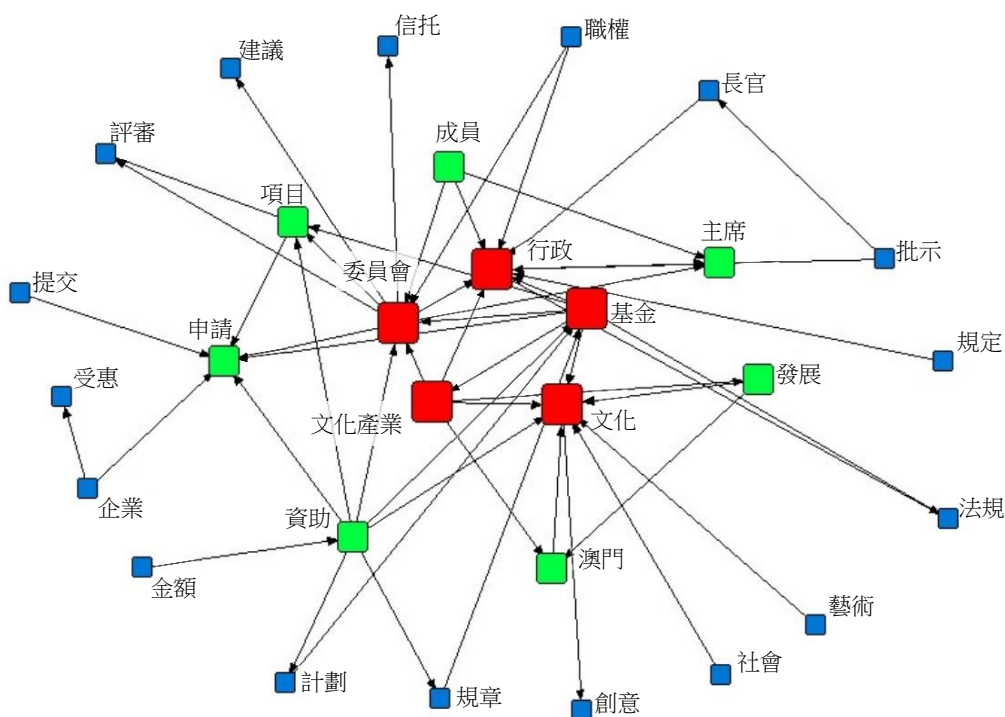 信托
職權
建議
長官
評審
成員
項目
主席
行政
批示
委員會
提交
基金
申請
規定
發展
受惠
文化產業
文化
企業
資助
法規
澳門
金額
藝術
社會
計劃
規章
創意